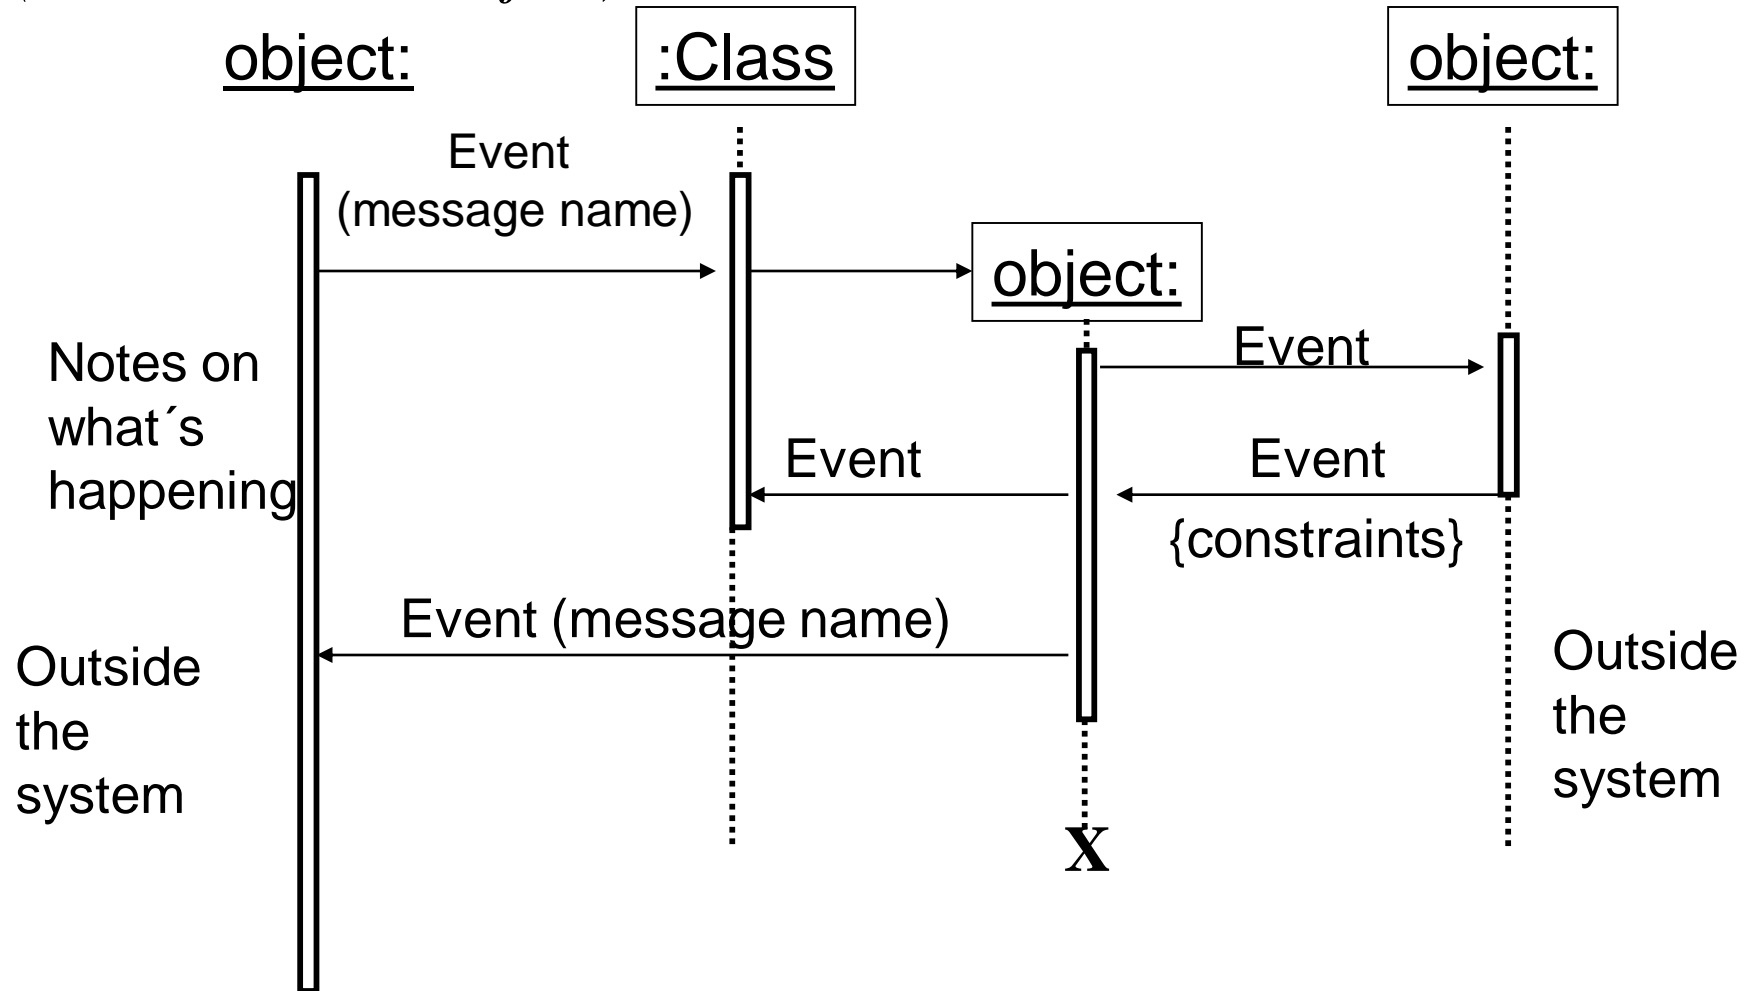 object:
:Class
object:
Event
(message name)
object:
Notes on
what´s
happening
Event
Event
Event
{constraints}
Event (message name)
Outside
the
system
Outside
the
system
X